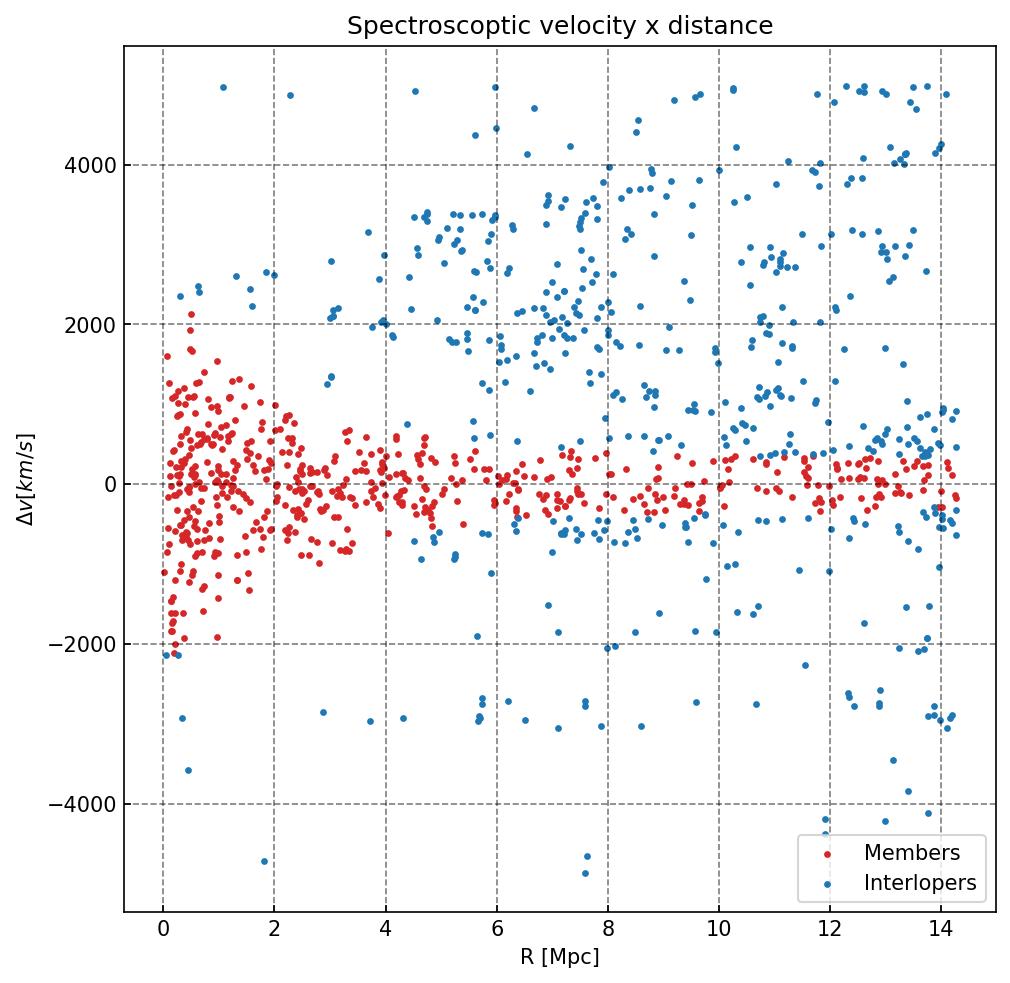 Spectroscoptic velocity x distance
Δv[km/s]
4000
2000
0
−2000
−4000
0 2 4 6 8 10 12 14
R [Mpc]
Members
Interlopers